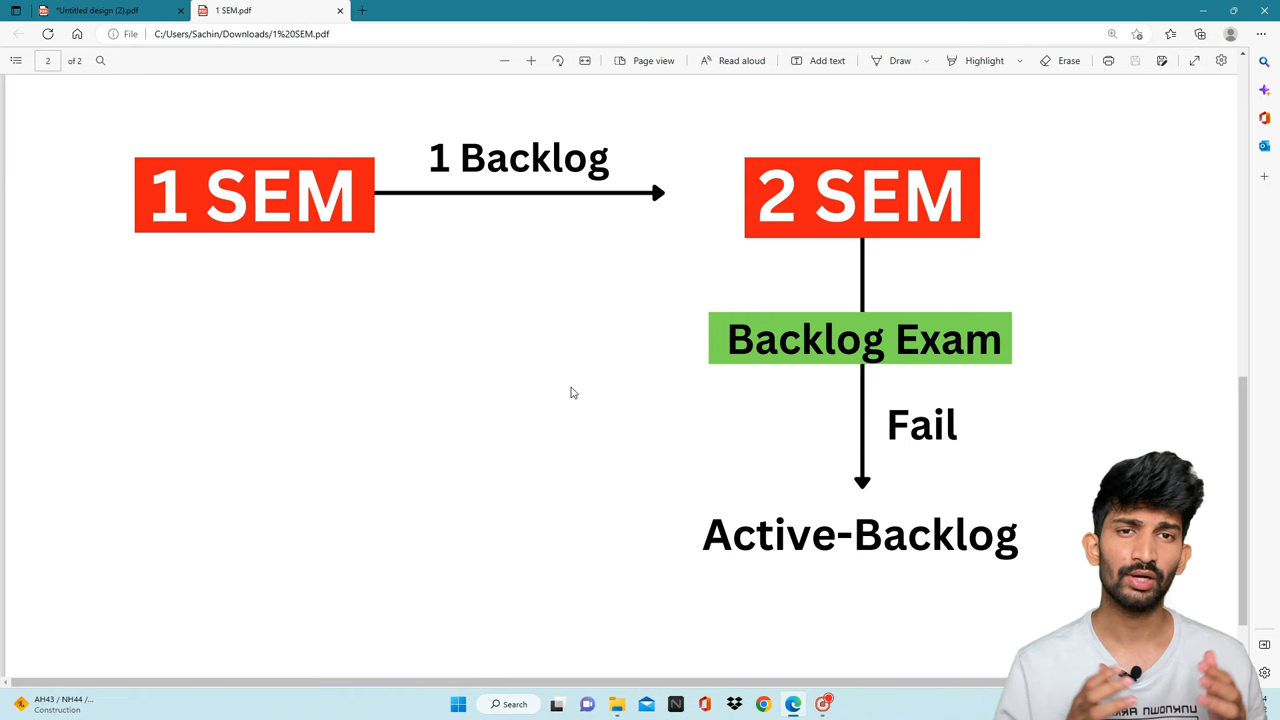 *Untitled design (2).pdf
1 SEM.pdf
File
C:/Users/Sachin/Downloads/1%20SEM.pdf
2
of 2
Page view
Read aloud
Add text
Draw
Highlight
Erase
1 SEM
1 Backlog
2 SEM
Backlog Exam
Fail
Active-Backlog
AH43 / NH44 /...
Construction
Search